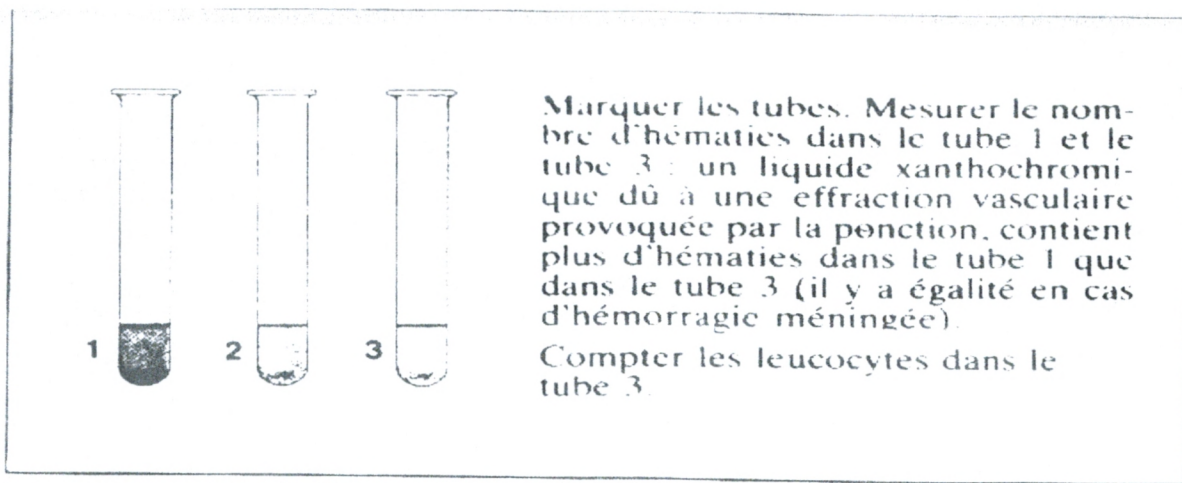 Marquer les tubes. Mesurer le nom-
bre d'hématies dans le tube 1 et le
tube 3 : un liquide xanthochromi-
que dû à une effraction vasculaire
provoquée par la ponction, contient
plus d'hématies dans le tube 1 que
dans le tube 3 (il y a égalité en cas
d'hémorragie méningée).
Compter les leucocytes dans le
tube 3.
1 2 3